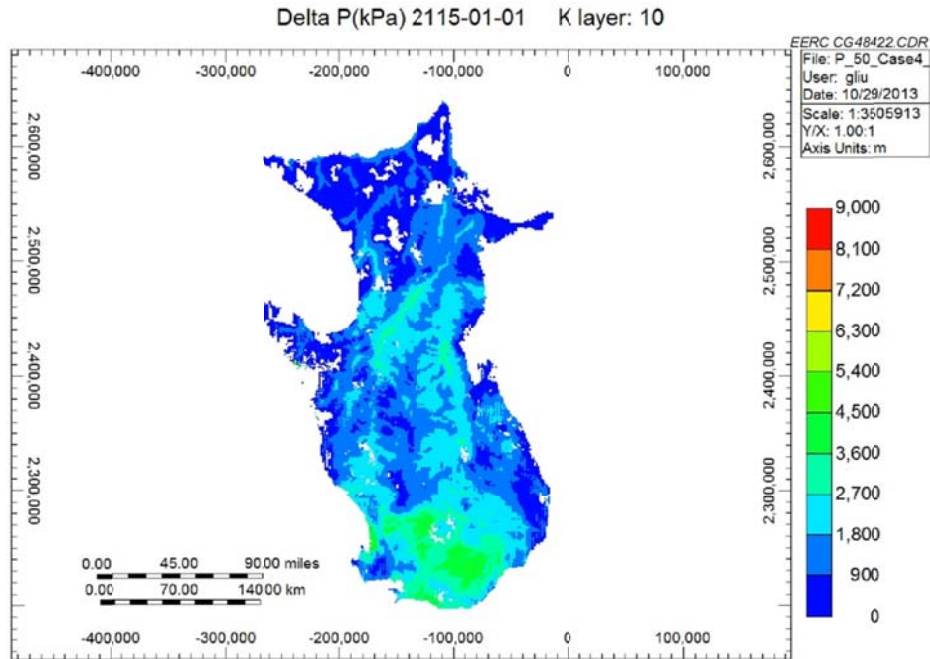 Delta P(kPa) 2115-01-01 K layer: 10
EERC CG48422.CDR
File: P_50_Case4_
User: gliu
Date: 10/29/2013
Scale: 1:3505913
Y/X: 1.00:1
Axis Units: m
-400,000 -300,000 -200,000 -100,000 0
2,600,000 2,600,000
2,500,000 2,500,000
2,400,000 2,400,000
2,300,000 2,300,000
9,000
8,100
7,200
6,300
5,400
4,500
3,600
2,700
1,800
900
0
0.00 45.00 90.00 miles
0.00 70.00 14000 km
-400,000 -300,000 -200,000 -100,000 0 100,000